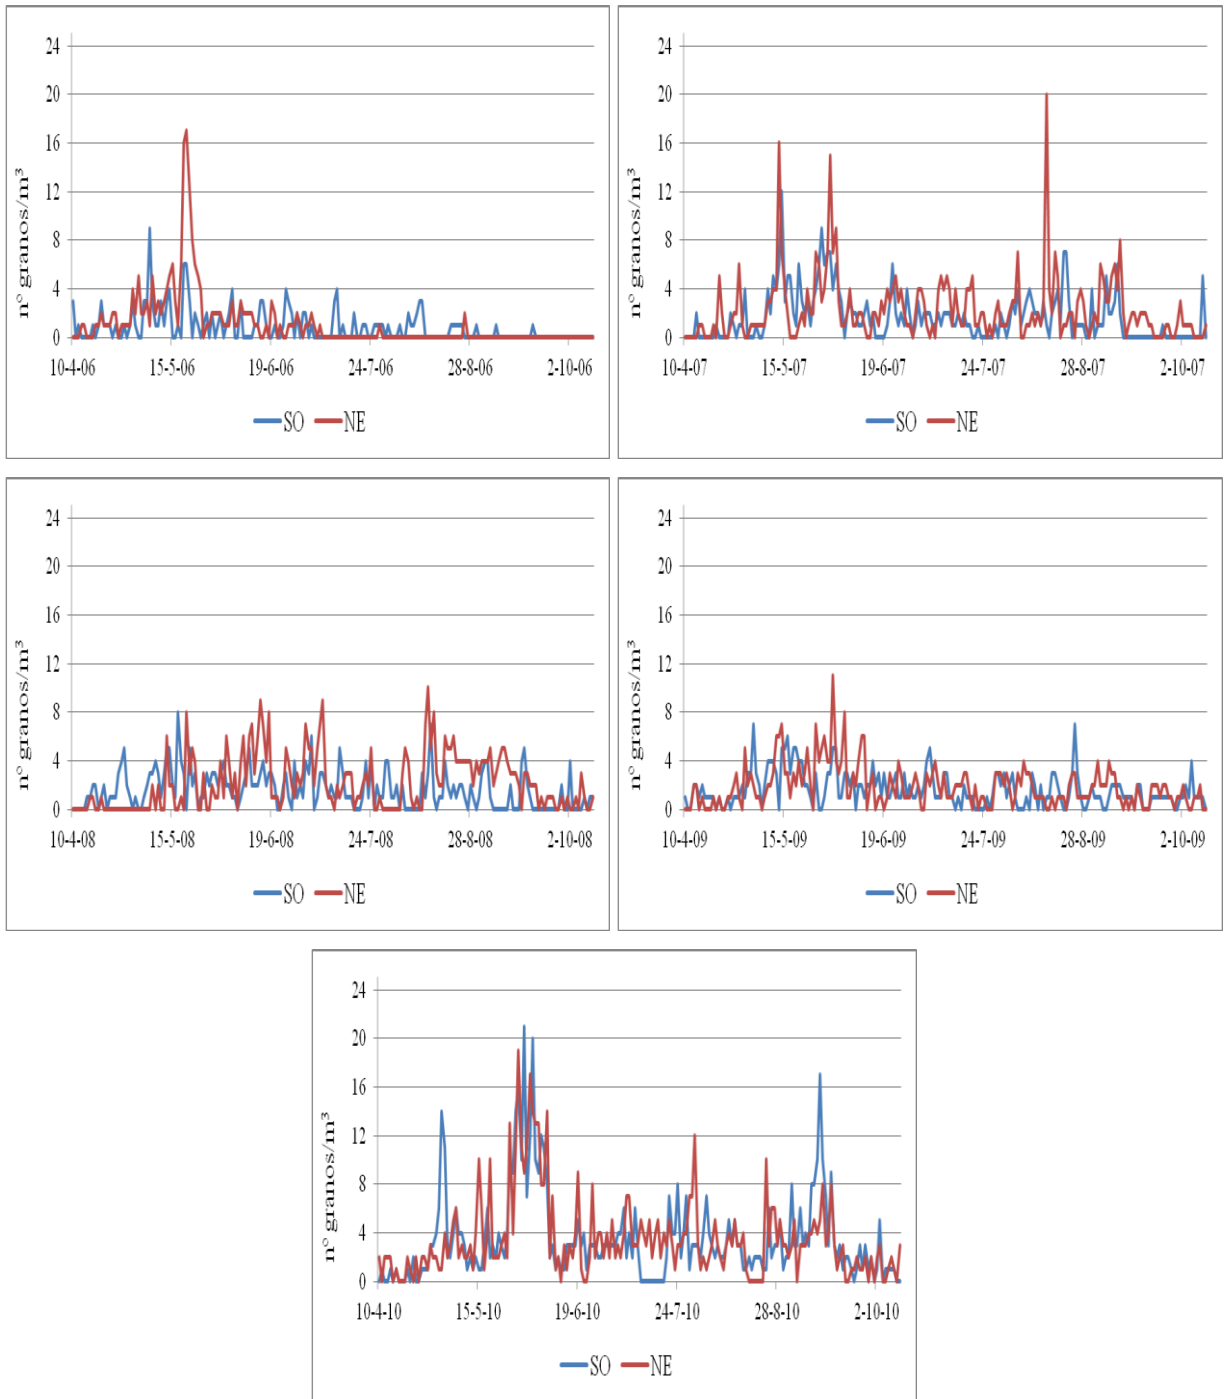 24
20
16
12
8
4
0
nº granos/m³
10-4-06 15-5-06 19-6-06 24-7-06 28-8-06 2-10-06
SO NE
24
20
16
12
8
4
0
nº granos/m³
10-4-07 15-5-07 19-6-07 24-7-07 28-8-07 2-10-07
SO NE
24
20
16
12
8
4
0
nº granos/m³
10-4-08 15-5-08 19-6-08 24-7-08 28-8-08 2-10-08
SO NE
24
20
16
12
8
4
0
nº granos/m³
10-4-09 15-5-09 19-6-09 24-7-09 28-8-09 2-10-09
SO NE
24
20
16
12
8
4
0
nº granos/m³
10-4-10 15-5-10 19-6-10 24-7-10 28-8-10 2-10-10
SO NE